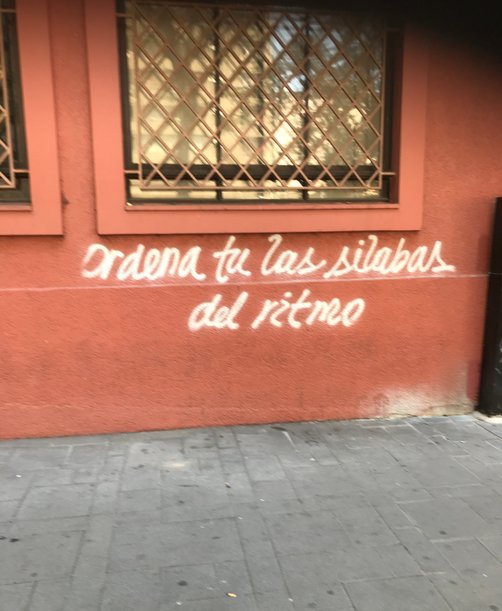 Ordena tu las silabas
del ritmo